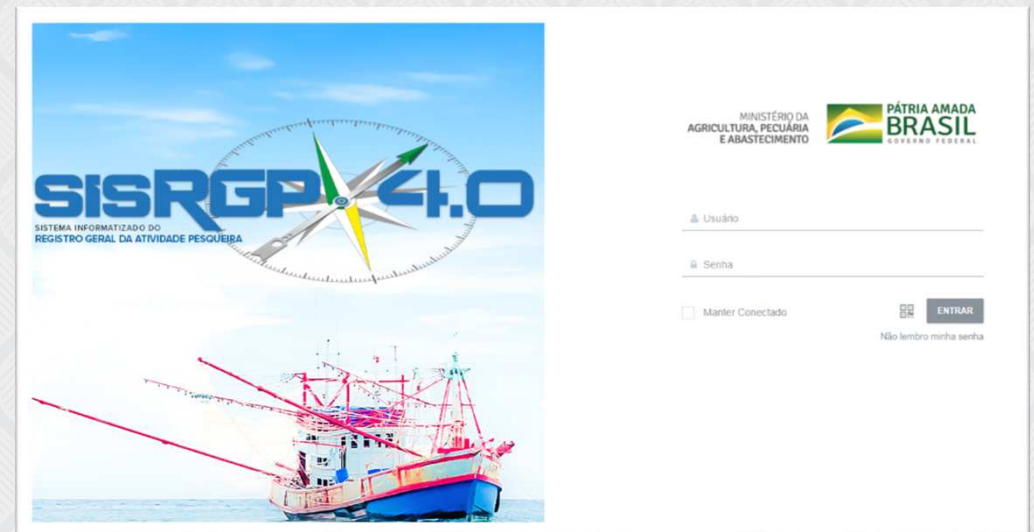 SISRGP 4.0
SISTEMA INFORMATIZADO DO
REGISTRO GERAL DA ATIVIDADE PESQUEIRA
MINISTÉRIO DA
AGRICULTURA, PECUÁRIA
E ABASTECIMENTO
PÁTRIA AMADA
BRASIL
GOVERNO FEDERAL
Usuário
Senha
Manter Conectado
ENTRAR
Não lembro minha senha